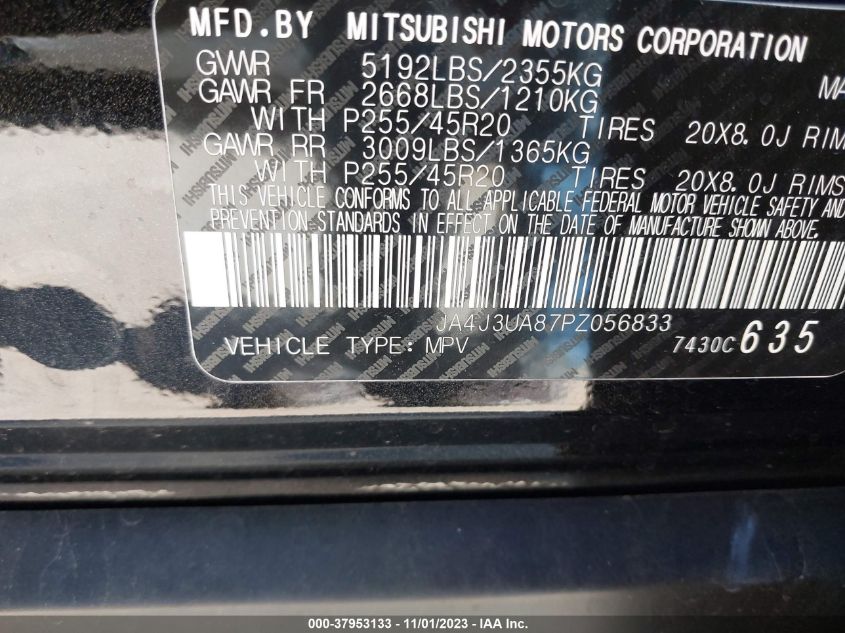 MFD.BY MITSUBISHI MOTORS CORPORATION
GVWR 5192LBS/2355KG
GAWR FR 2668LBS/1210KG
WITH P255/45R20 TIRES 20X8.0J RIMS
GAWR RR 3009LBS/1365KG
WITH P255/45R20 TIRES 20X8.0J RIMS
THIS VEHICLE CONFORMS TO ALL APPLICABLE FEDERAL MOTOR VEHICLE SAFETY AND
PREVENTION STANDARDS IN EFFECT ON THE DATE OF MANUFACTURE SHOWN ABOVE.
JA4J3UA87PZ056833
VEHICLE TYPE: MPV 7430C 635
000-37953133 - 11/01/2023 - IAA Inc.